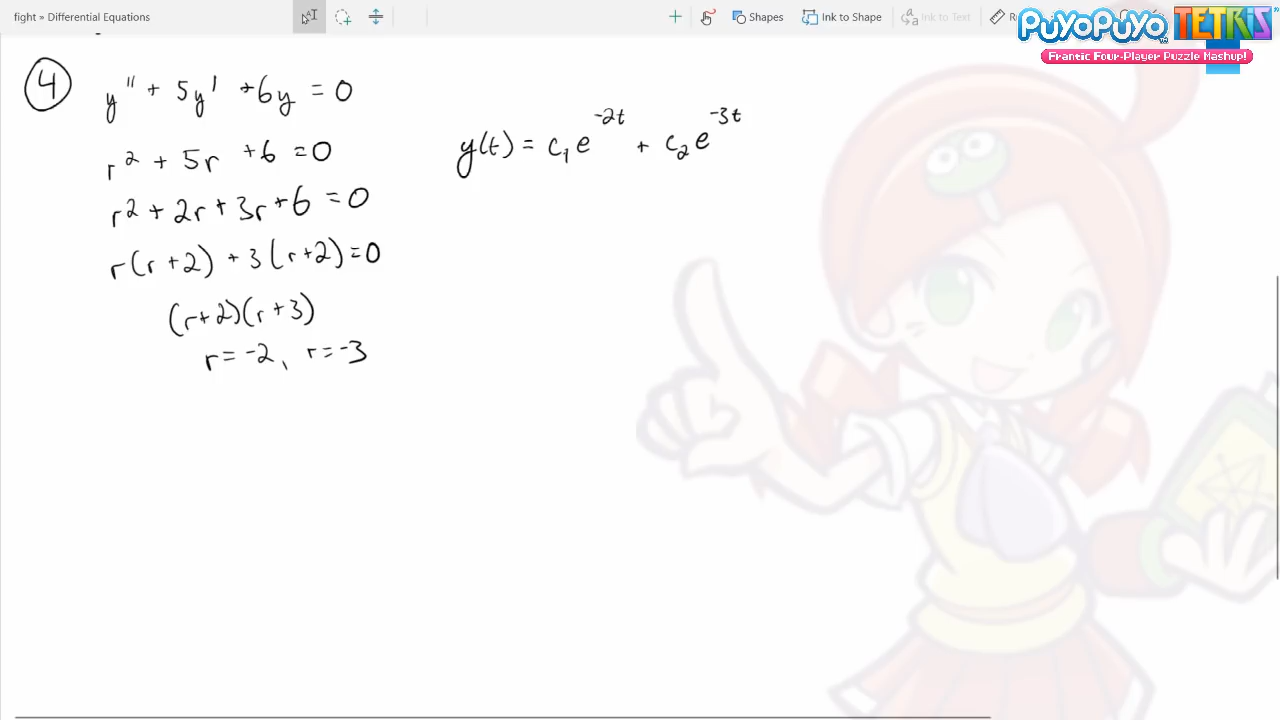 fight » Differential Equations
Shapes
Ink to Shape
Ink to Text
PuyoPuyo TETRIS
Frantic Four-Player Puzzle Mashup!
④ y'' + 5y' + 6y = 0
r² + 5r + 6 = 0
r² + 2r + 3r + 6 = 0
r(r + 2) + 3(r + 2) = 0
(r + 2)(r + 3)
r = -2, r = -3
y(t) = c₁e^{-2t} + c₂e^{-3t}